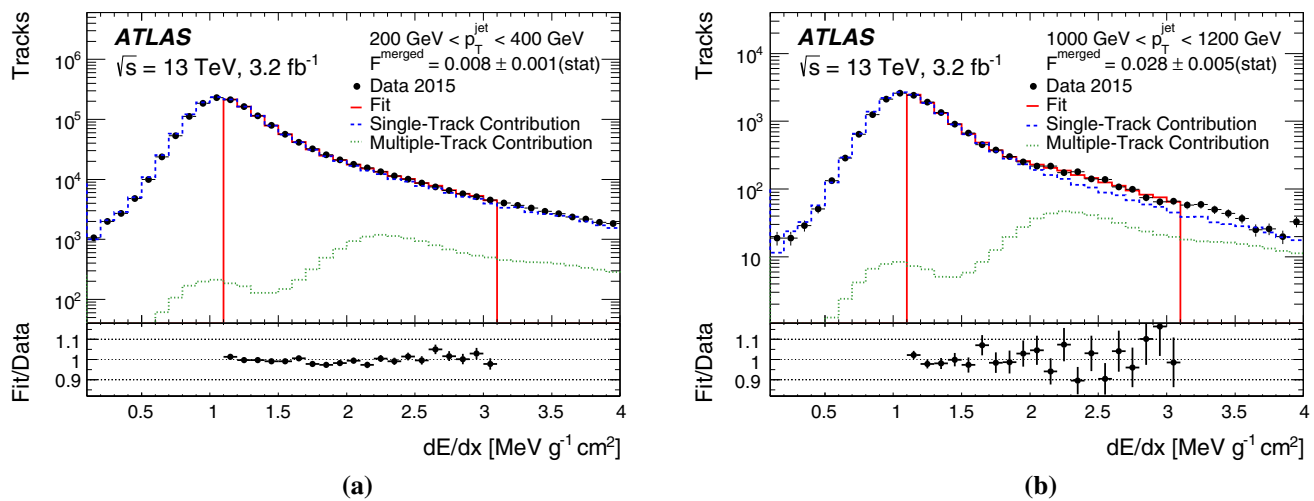 Tracks
10⁶
10⁵
10⁴
10³
10²
ATLAS
√s = 13 TeV, 3.2 fb⁻¹
200 GeV < p_T^jet < 400 GeV
F^merged = 0.008 ± 0.001(stat)
Data 2015
Fit
Single-Track Contribution
Multiple-Track Contribution
Fit/Data
1.1
1
0.9
0.5 1 1.5 2 2.5 3 3.5 4
dE/dx [MeV g⁻¹ cm²]
(a)
Tracks
10⁴
10³
10²
10
ATLAS
√s = 13 TeV, 3.2 fb⁻¹
1000 GeV < p_T^jet < 1200 GeV
F^merged = 0.028 ± 0.005(stat)
Data 2015
Fit
Single-Track Contribution
Multiple-Track Contribution
Fit/Data
1.1
1
0.9
0.5 1 1.5 2 2.5 3 3.5 4
dE/dx [MeV g⁻¹ cm²]
(b)